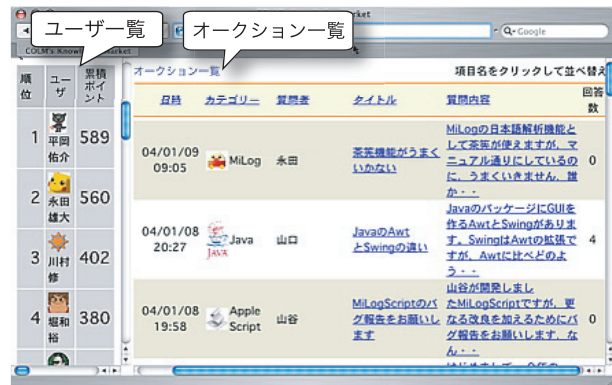 ユーザ一覧
オークション一覧
rket
Google
COLM's Knowledge Market
順位
ユーザ
累積ポイント
1
平岡佑介
589
2
永田雄大
560
3
川村修
402
4
堀和裕
380
オークション一覧
項目名をクリックして並べ替え
日時
カテゴリー
質問者
タイトル
質問内容
回答数
04/01/09
09:05
MiLog
永田
茶筅機能がうまく
いかない
MiLogの日本語解析機能と
して茶筅が使えますが、マ
ニュアル通りにしているの
に、うまくいきません。誰
か・・
0
04/01/08
20:27
JAVA
Java
山口
JavaのAwt
とSwingの違い
JavaのパッケージにGUIを
作るAwtとSwingがありま
す。SwingはAwtの拡張で
すが、Awtに比べどのよ
う・・
4
04/01/08
19:58
Apple
Script
山谷
MiLogScriptのバ
グ報告をお願いし
ます
山谷が開発しまし
たMiLogScriptですが、更
なる改良を加えるためにバ
グ報告をお願いします。な
ん・・
0